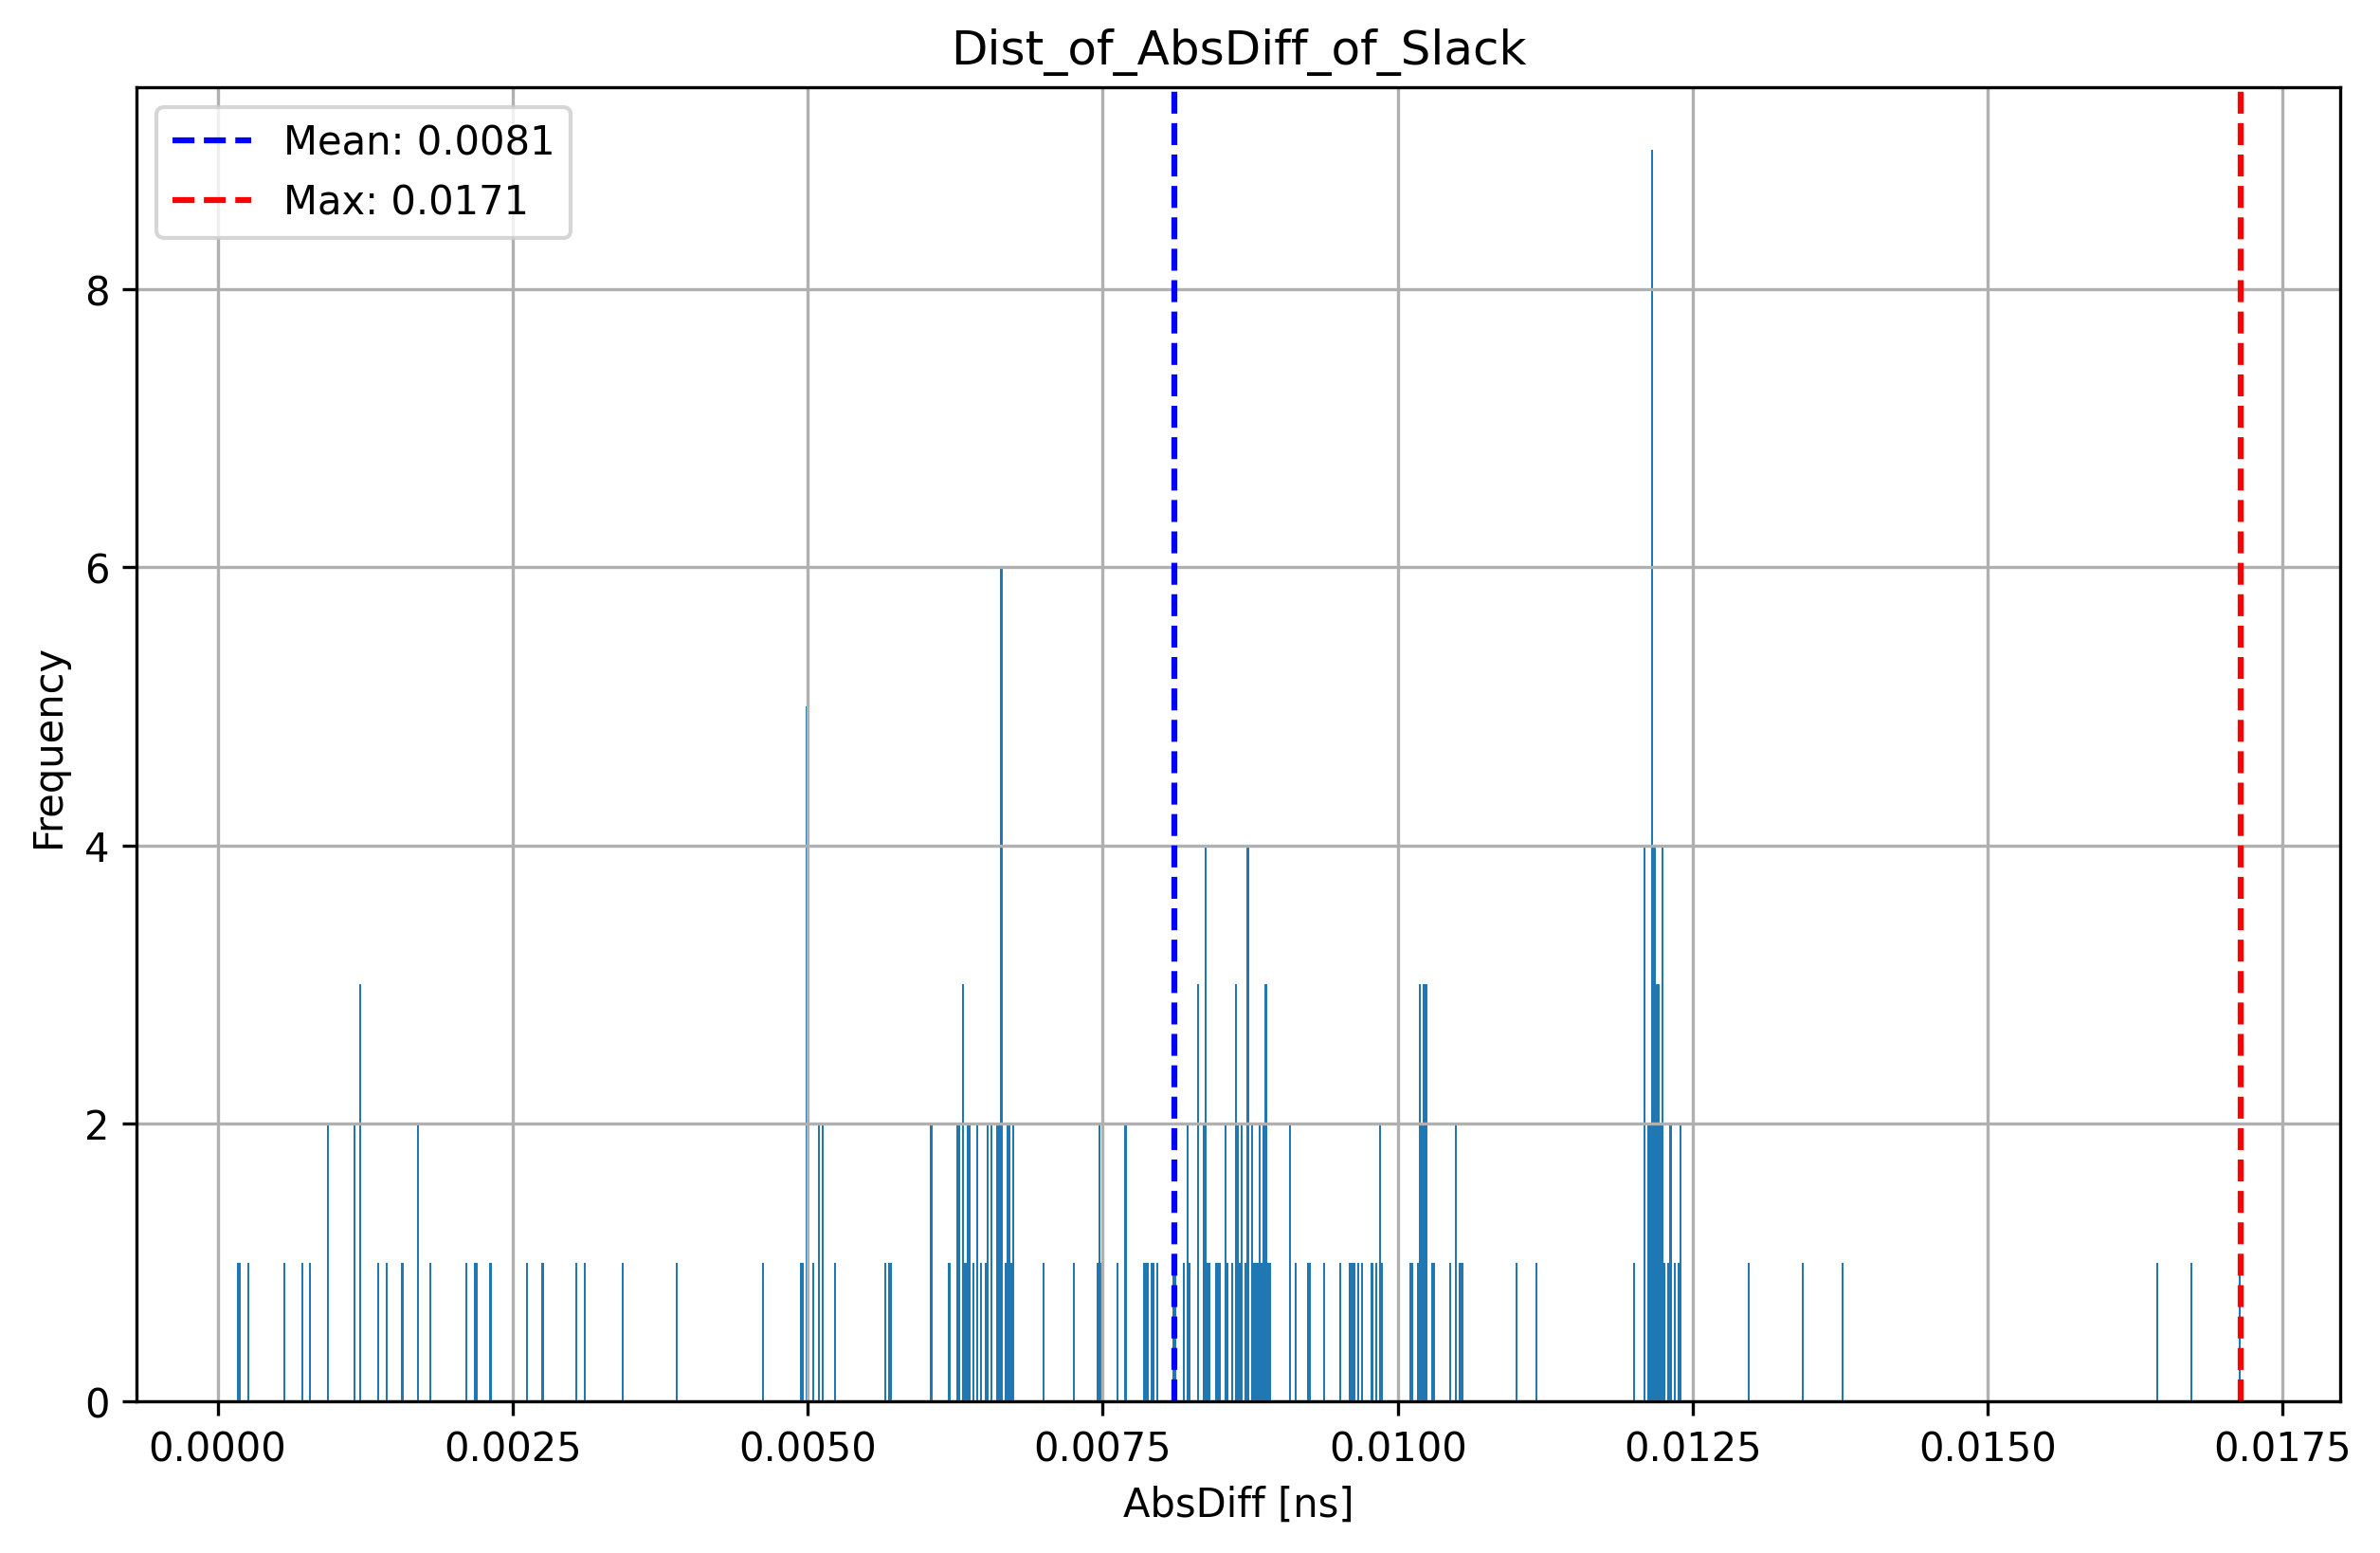 Dist_of_AbsDiff_of_Slack
Mean: 0.0081
Max: 0.0171
8
6
4
2
0
Frequency
0.0000 0.0025 0.0050 0.0075 0.0100 0.0125 0.0150 0.0175
AbsDiff [ns]